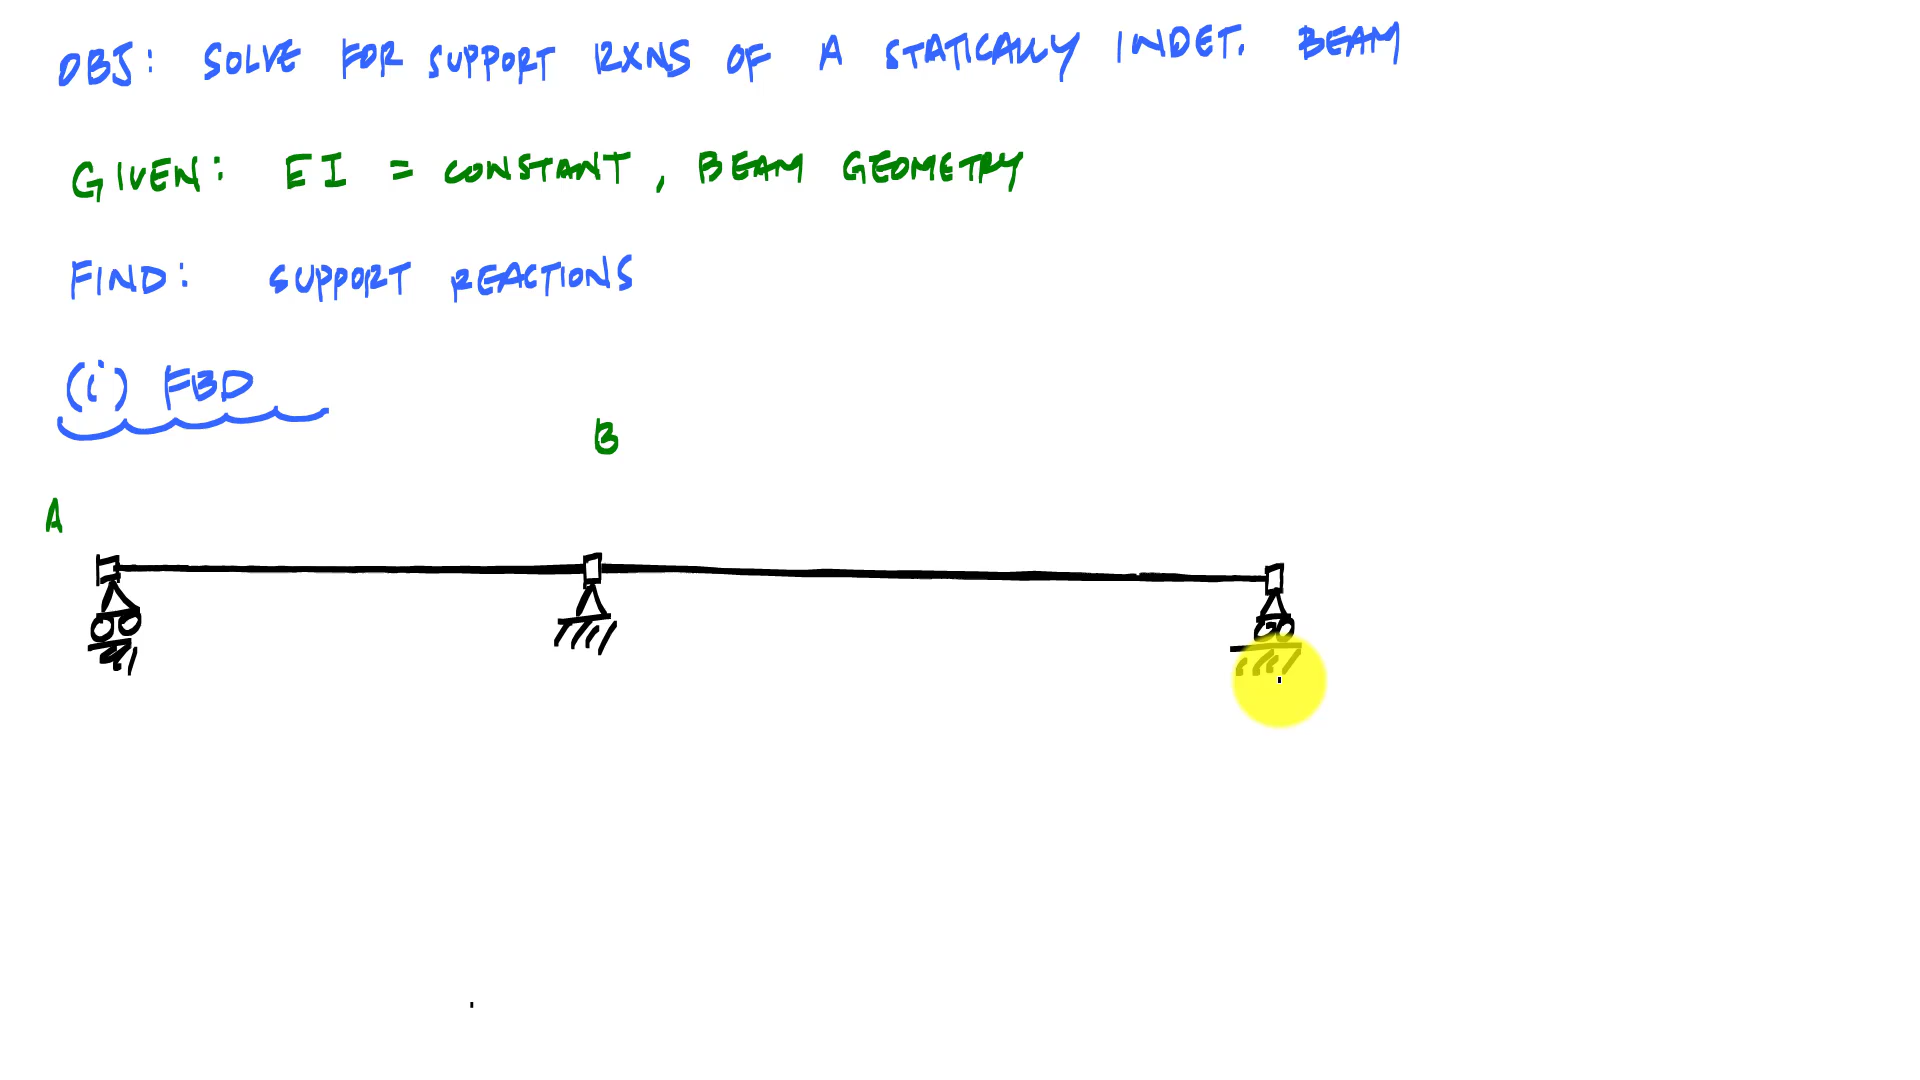 OBJ: SOLVE FOR SUPPORT RXNS OF A STATICALLY INDET. BEAM
GIVEN: EI = CONSTANT, BEAM GEOMETRY
FIND: SUPPORT REACTIONS
(i) FBD
B
A